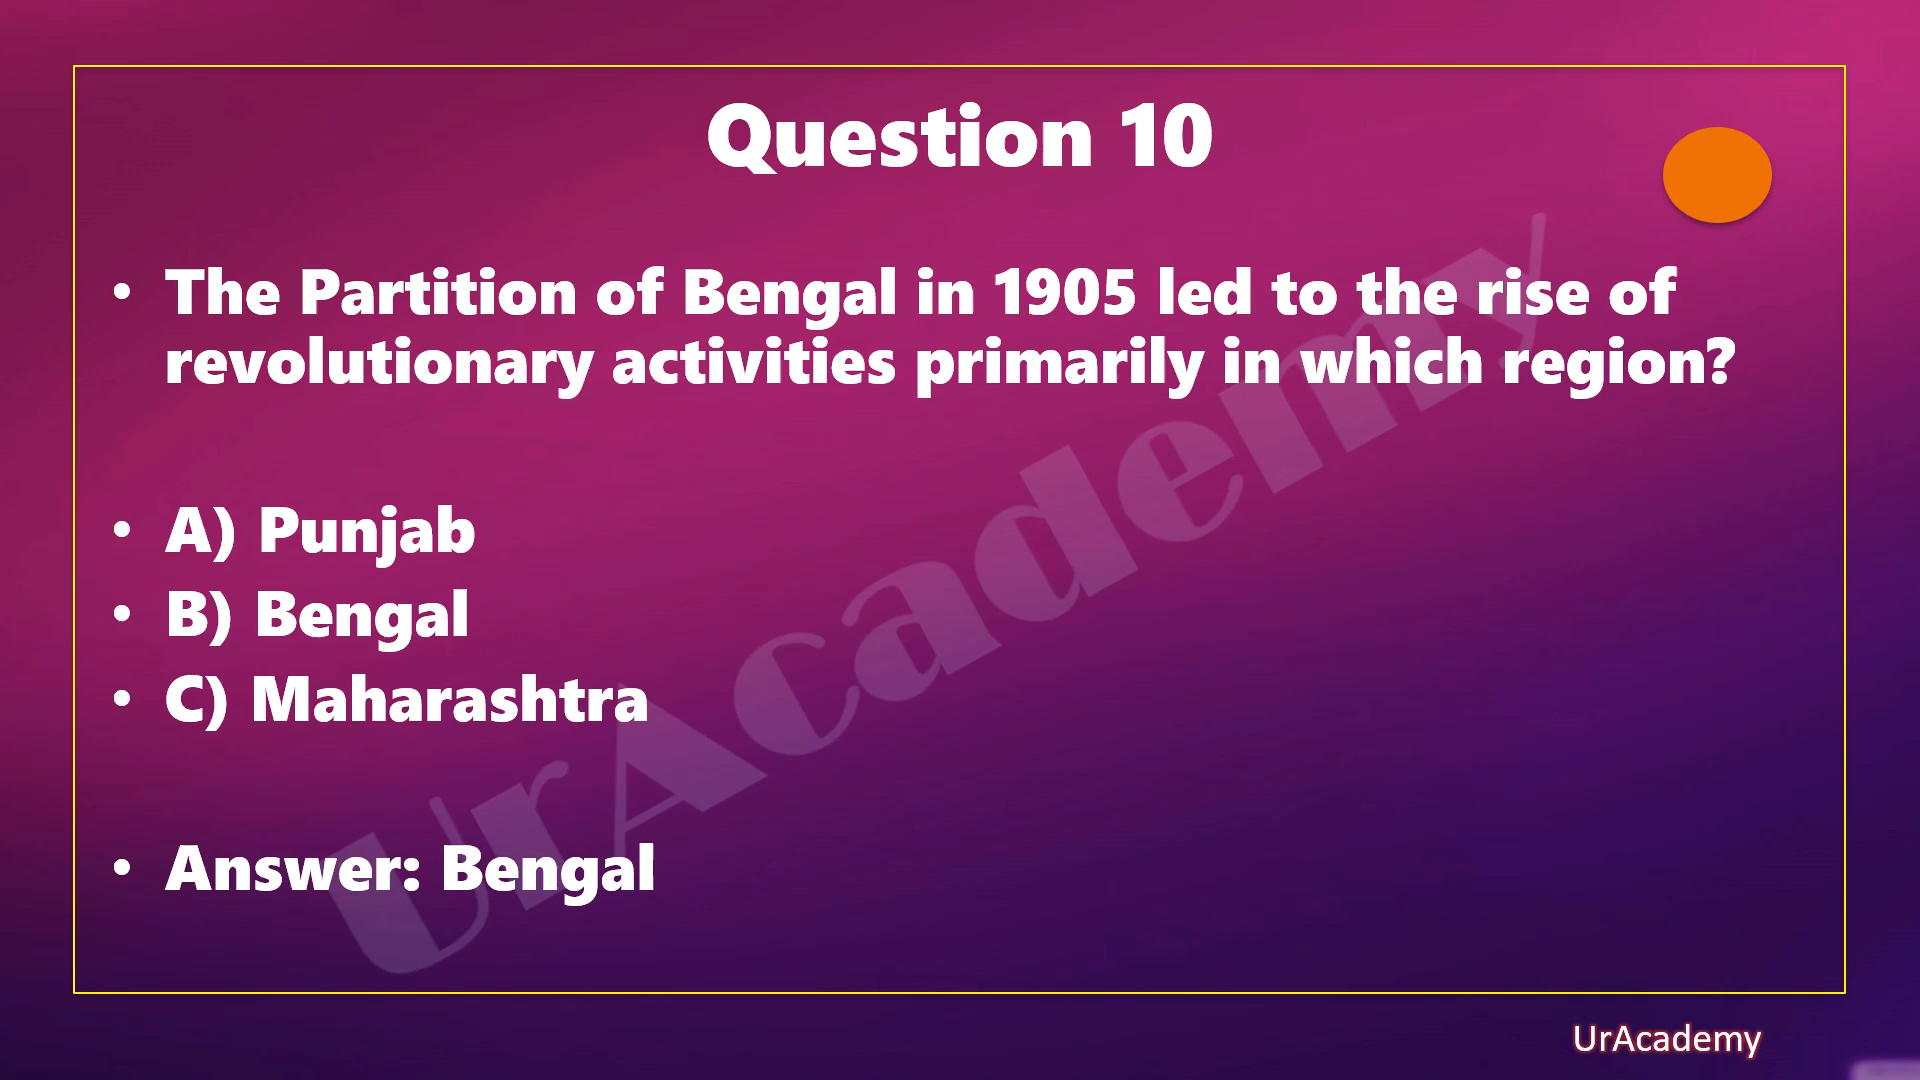 Question 10
• The Partition of Bengal in 1905 led to the rise of
revolutionary activities primarily in which region?
• A) Punjab
• B) Bengal
• C) Maharashtra
• Answer: Bengal
UrAcademy
UrAcademy